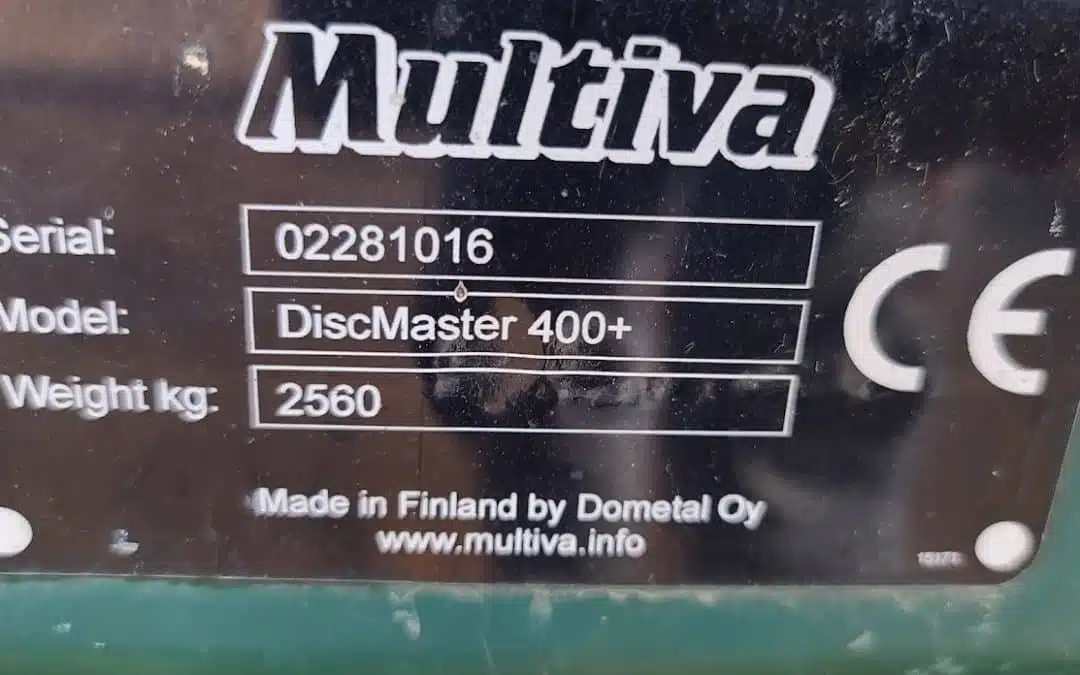 Multiva
Serial: 02281016
Model: DiscMaster 400+
Weight kg: 2560
CE
Made in Finland by Dometal Oy
www.multiva.info